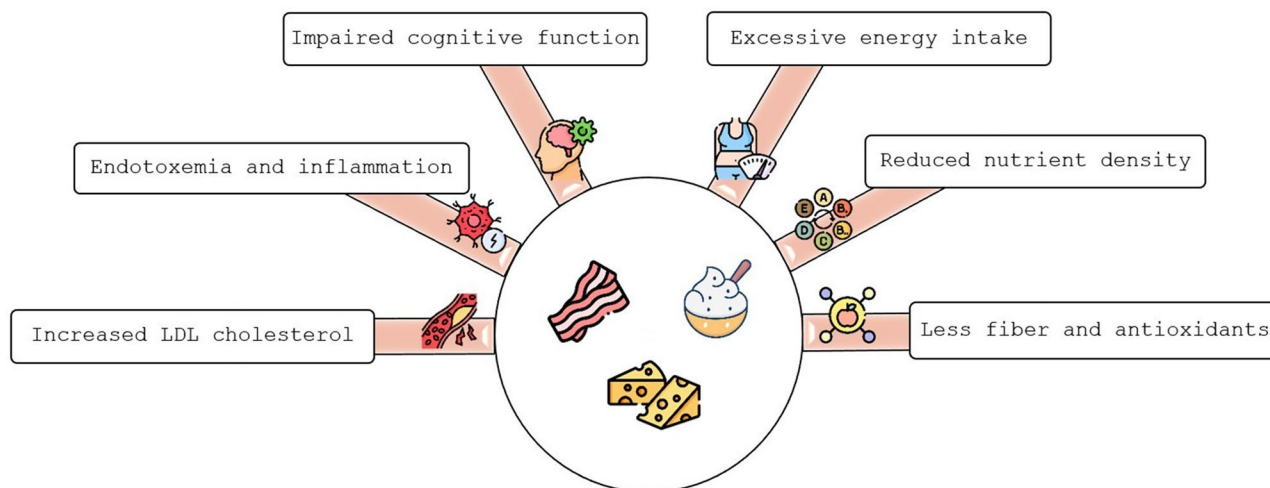 Impaired cognitive function
Excessive energy intake
Endotoxemia and inflammation
Reduced nutrient density
Increased LDL cholesterol
Less fiber and antioxidants
A
E
B
D
B
C